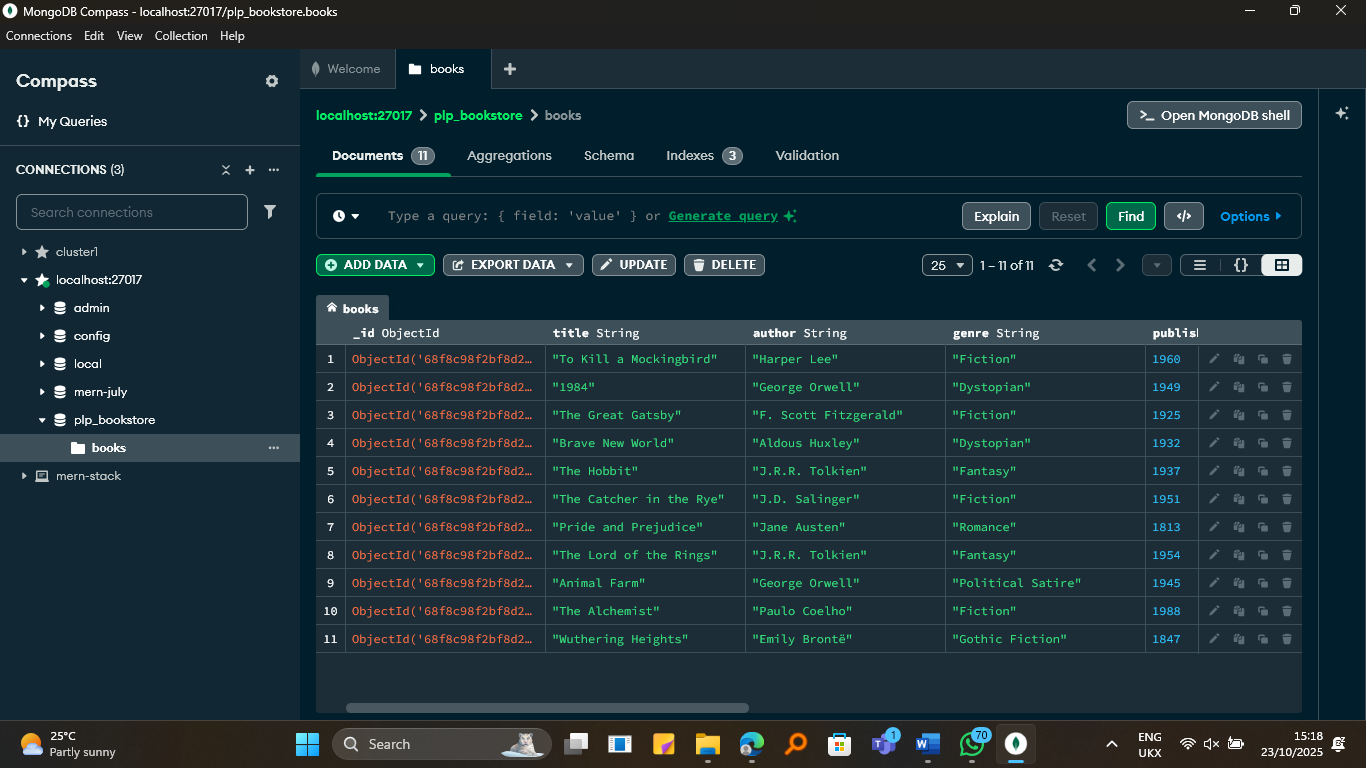 MongoDB Compass - localhost:27017/plp_bookstore.books
Connections Edit View Collection Help
Compass
{} My Queries
CONNECTIONS (3)
Search connections
cluster1
localhost:27017
admin
config
local
mern-july
plp_bookstore
books
mern-stack
Welcome
books
localhost:27017 > plp_bookstore > books
>_ Open MongoDB shell
Documents 11 Aggregations Schema Indexes 3 Validation
Type a query: { field: 'value' } or Generate query
Explain Reset Find </> Options
ADD DATA EXPORT DATA UPDATE DELETE 25 1 – 11 of 11 {}
books
_id ObjectId title String author String genre String publis
1 ObjectId('68f8c98f2bf8d2… "To Kill a Mockingbird" "Harper Lee" "Fiction" 1960
2 ObjectId('68f8c98f2bf8d2… "1984" "George Orwell" "Dystopian" 1949
3 ObjectId('68f8c98f2bf8d2… "The Great Gatsby" "F. Scott Fitzgerald" "Fiction" 1925
4 ObjectId('68f8c98f2bf8d2… "Brave New World" "Aldous Huxley" "Dystopian" 1932
5 ObjectId('68f8c98f2bf8d2… "The Hobbit" "J.R.R. Tolkien" "Fantasy" 1937
6 ObjectId('68f8c98f2bf8d2… "The Catcher in the Rye" "J.D. Salinger" "Fiction" 1951
7 ObjectId('68f8c98f2bf8d2… "Pride and Prejudice" "Jane Austen" "Romance" 1813
8 ObjectId('68f8c98f2bf8d2… "The Lord of the Rings" "J.R.R. Tolkien" "Fantasy" 1954
9 ObjectId('68f8c98f2bf8d2… "Animal Farm" "George Orwell" "Political Satire" 1945
10 ObjectId('68f8c98f2bf8d2… "The Alchemist" "Paulo Coelho" "Fiction" 1988
11 ObjectId('68f8c98f2bf8d2… "Wuthering Heights" "Emily Brontë" "Gothic Fiction" 1847
25°C
Partly sunny
Search
1
70
ENG
UKX
15:18
23/10/2025